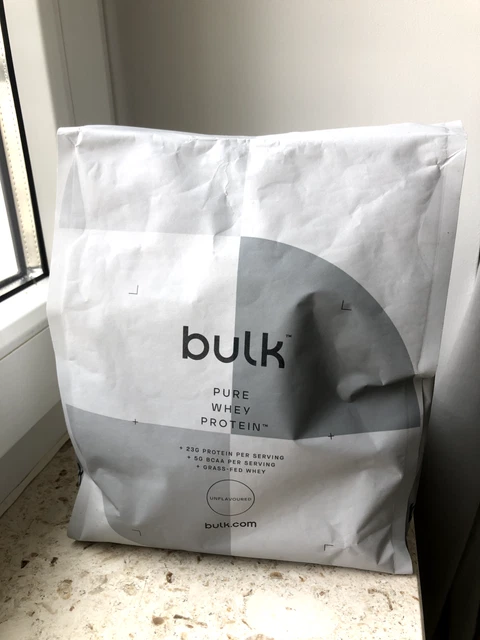 bulk™
PURE
WHEY
PROTEIN™
+ 23G PROTEIN PER SERVING
+ 5G BCAA PER SERVING
+ GRASS-FED WHEY
UNFLAVOURED
bulk.com